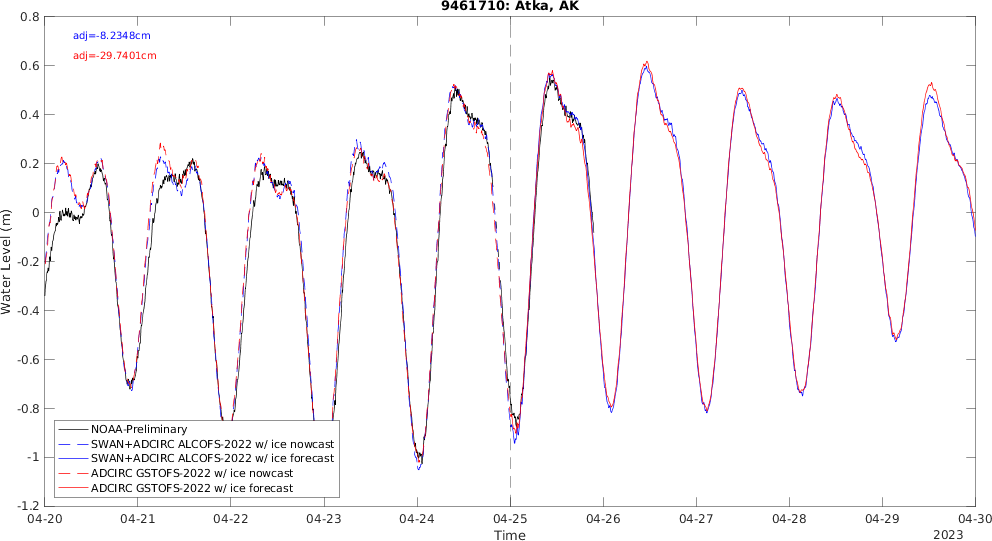 9461710: Atka, AK
adj=-8.2348cm
adj=-29.7401cm
0.8
0.6
0.4
0.2
0
-0.2
-0.4
-0.6
-0.8
-1
-1.2
Water Level (m)
NOAA-Preliminary
SWAN+ADCIRC ALCOFS-2022 w/ ice nowcast
SWAN+ADCIRC ALCOFS-2022 w/ ice forecast
ADCIRC GSTOFS-2022 w/ ice nowcast
ADCIRC GSTOFS-2022 w/ ice forecast
04-20 04-21 04-22 04-23 04-24 04-25 04-26 04-27 04-28 04-29 04-30
Time
2023